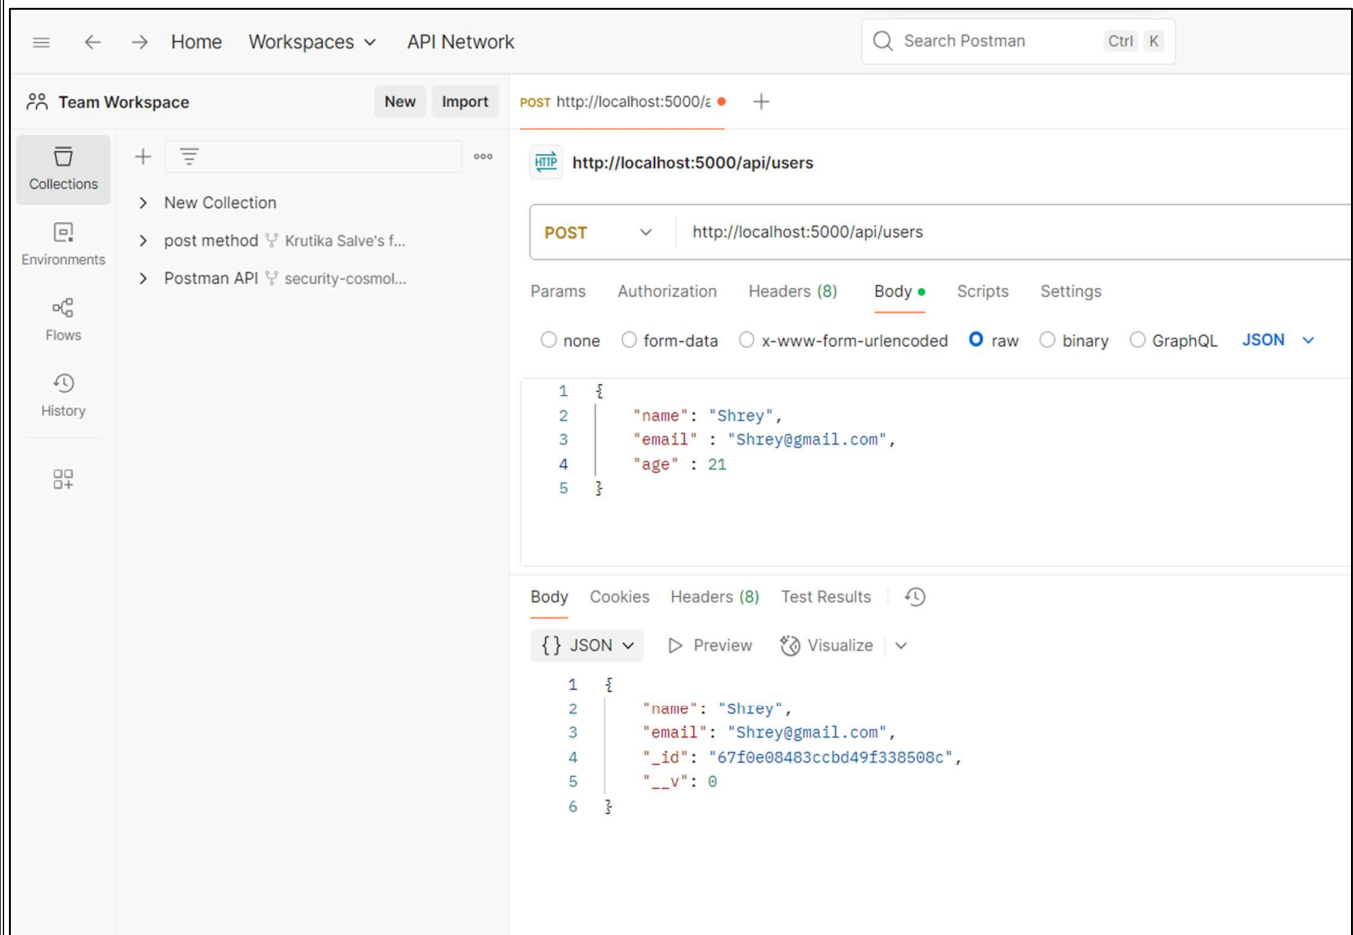 Home Workspaces API Network Search Postman Ctrl K
Team Workspace New Import POST http://localhost:5000/a
Collections
Environments
Flows
History
New Collection
post method Krutika Salve's f...
Postman API security-cosmol...
HTTP http://localhost:5000/api/users
POST http://localhost:5000/api/users
Params Authorization Headers (8) Body Scripts Settings
none form-data x-www-form-urlencoded raw binary GraphQL JSON
1 {
2 "name": "Shrey",
3 "email" : "Shrey@gmail.com",
4 "age" : 21
5 }
Body Cookies Headers (8) Test Results
{} JSON Preview Visualize
1 {
2 "name": "Shrey",
3 "email": "Shrey@gmail.com",
4 "_id": "67f0e08483ccbd49f338508c",
5 "__v": 0
6 }